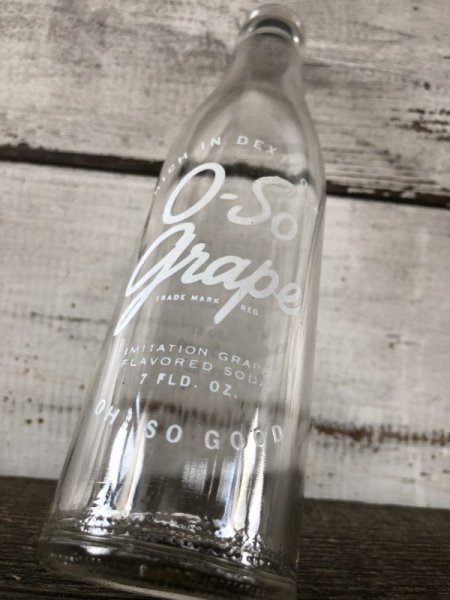 IN
O-So
grape
TRADE MARK REG.
IMITATION GRAPE
FLAVORED SODA
7 FLD. OZ.
OH! SO GOOD